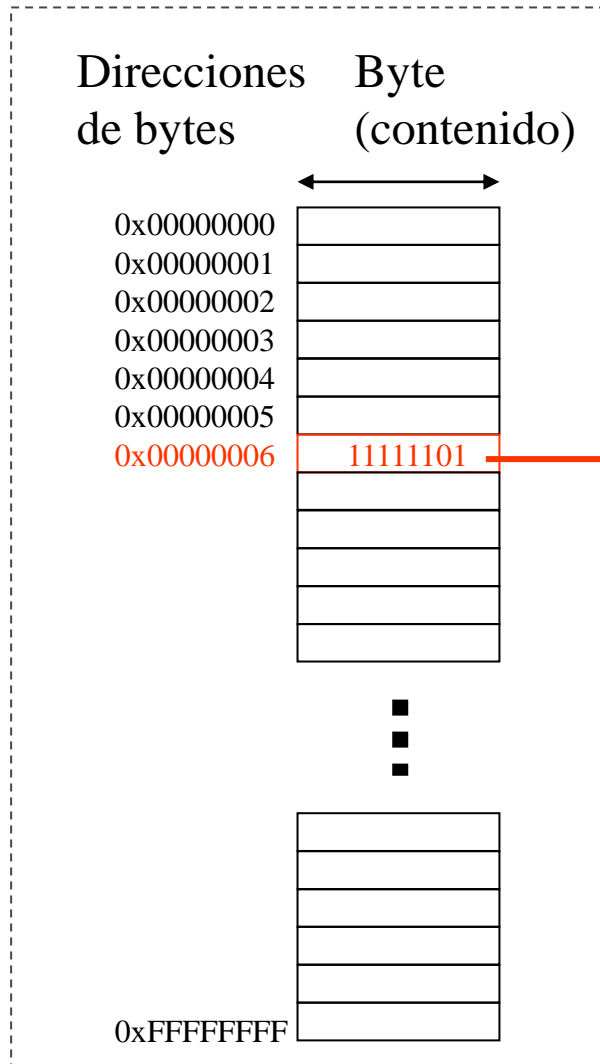 Direcciones Byte
de bytes (contenido)
0x00000000
0x00000001
0x00000002
0x00000003
0x00000004
0x00000005
0x00000006 11111101
0xFFFFFFFF